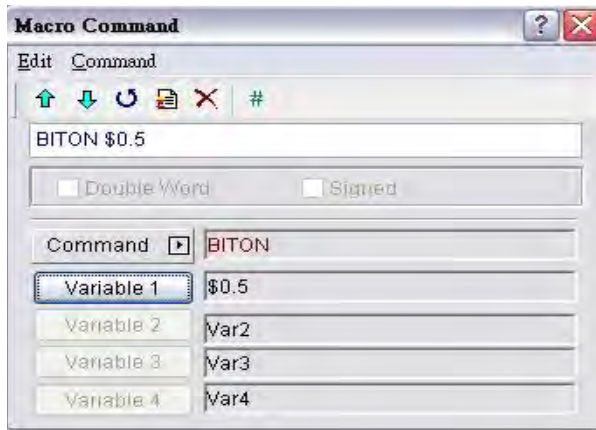 Macro Command
Edit Command
#
BITON $0.5
Double Word Signed
Command BITON
Variable 1 $0.5
Variable 2 Var2
Variable 3 Var3
Variable 4 Var4